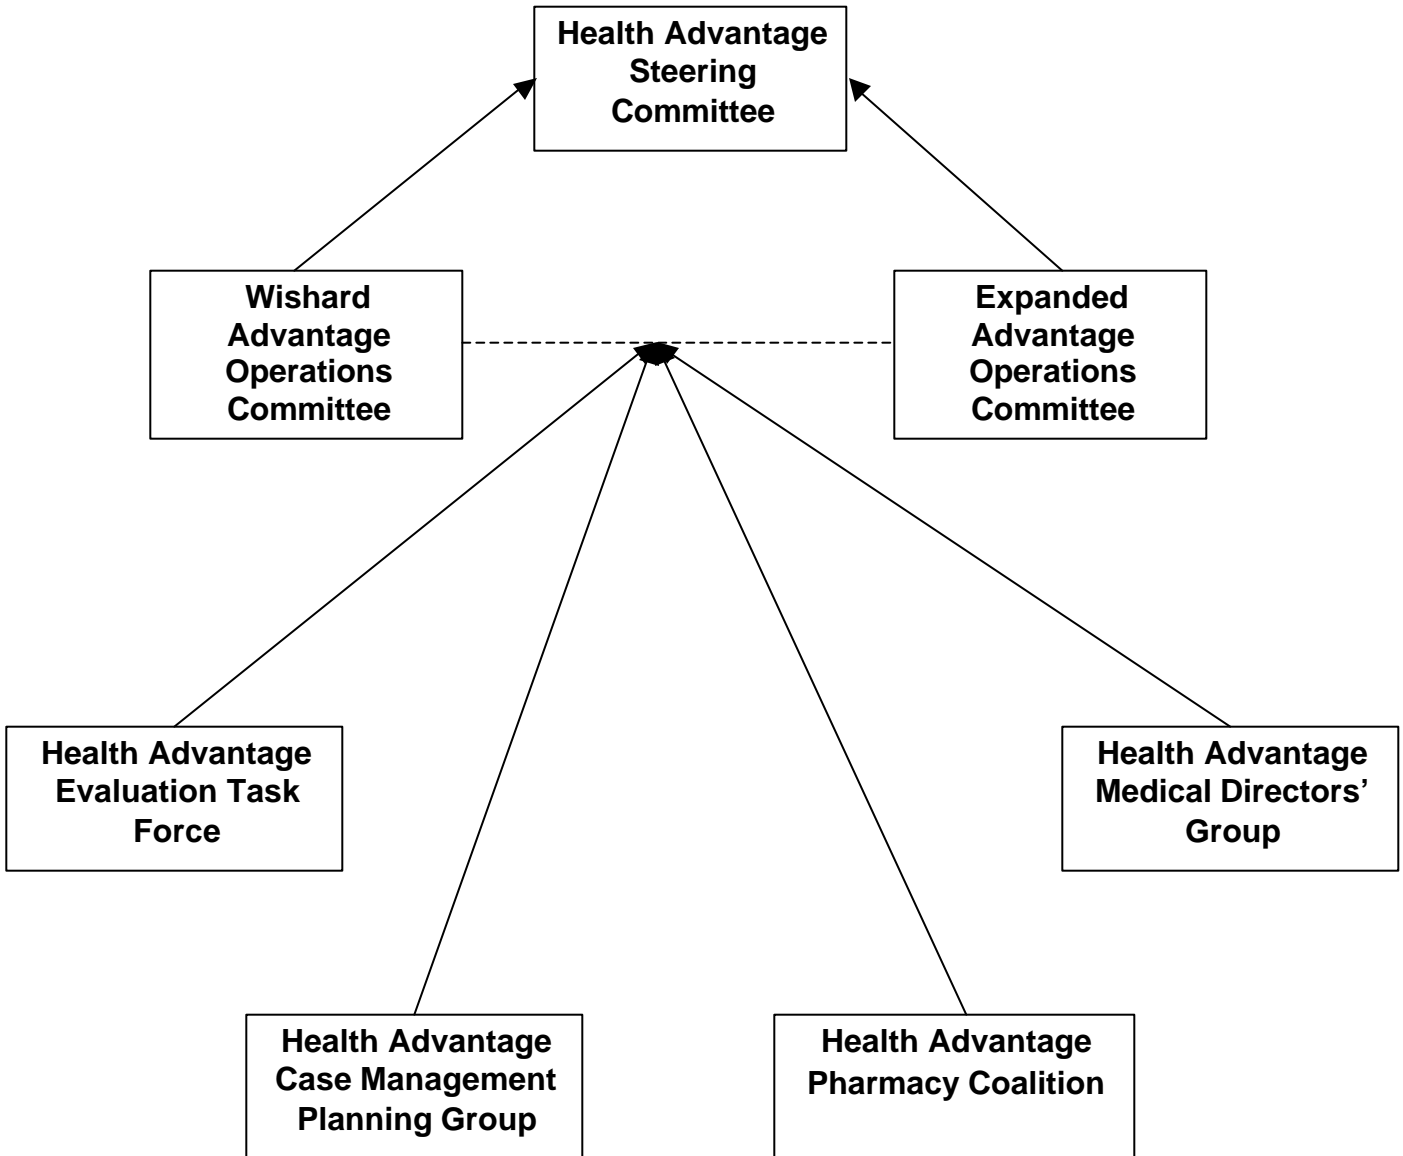 Health Advantage
Steering
Committee
Wishard
Advantage
Operations
Committee
Expanded
Advantage
Operations
Committee
Health Advantage
Evaluation Task
Force
Health Advantage
Medical Directors’
Group
Health Advantage
Case Management
Planning Group
Health Advantage
Pharmacy Coalition